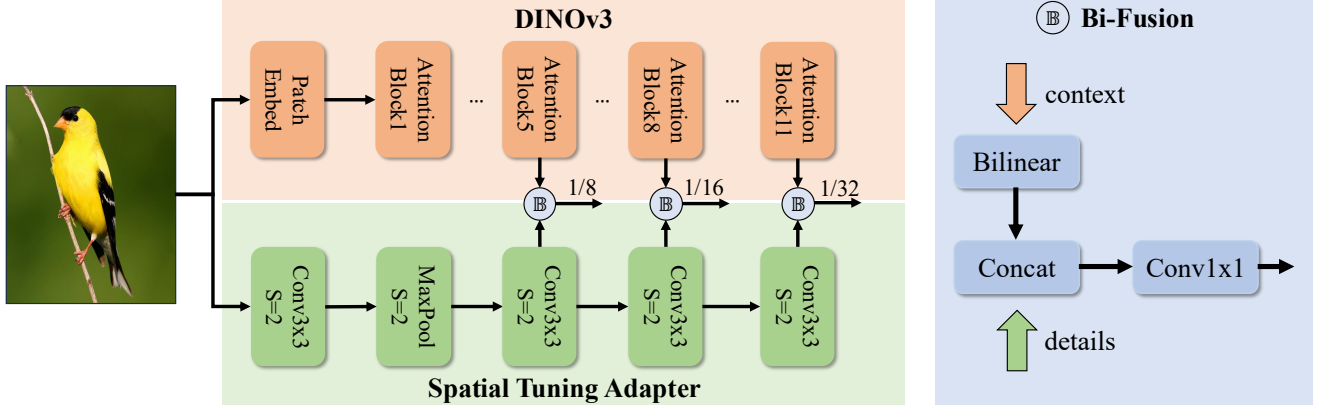 DINOv3
Patch
Embed
Attention
Block1
...
Attention
Block5
...
Attention
Block8
...
Attention
Block11
𝔹
1/8
𝔹
1/16
𝔹
1/32
Conv3x3
S=2
MaxPool
S=2
Conv3x3
S=2
Conv3x3
S=2
Conv3x3
S=2
Spatial Tuning Adapter
𝔹 Bi-Fusion
context
Bilinear
Concat
Conv1x1
details